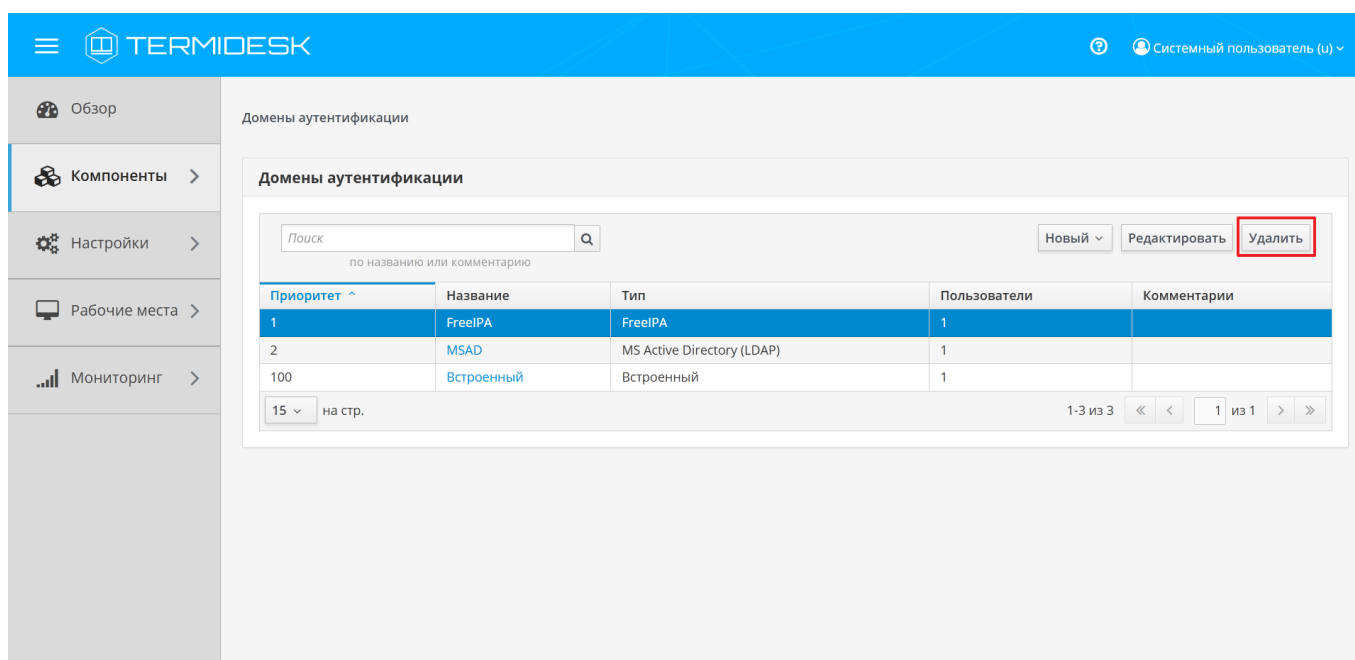 TERMIDESK
Системный пользователь (u)
Обзор
Компоненты
Настройки
Рабочие места
Мониторинг
Домены аутентификации
Домены аутентификации
Поиск
по названию или комментарию
Новый Редактировать Удалить
Приоритет Название Тип Пользователи Комментарии
1 FreeIPA FreeIPA 1
2 MSAD MS Active Directory (LDAP) 1
100 Встроенный Встроенный 1
15 на стр. 1-3 из 3 1 из 1